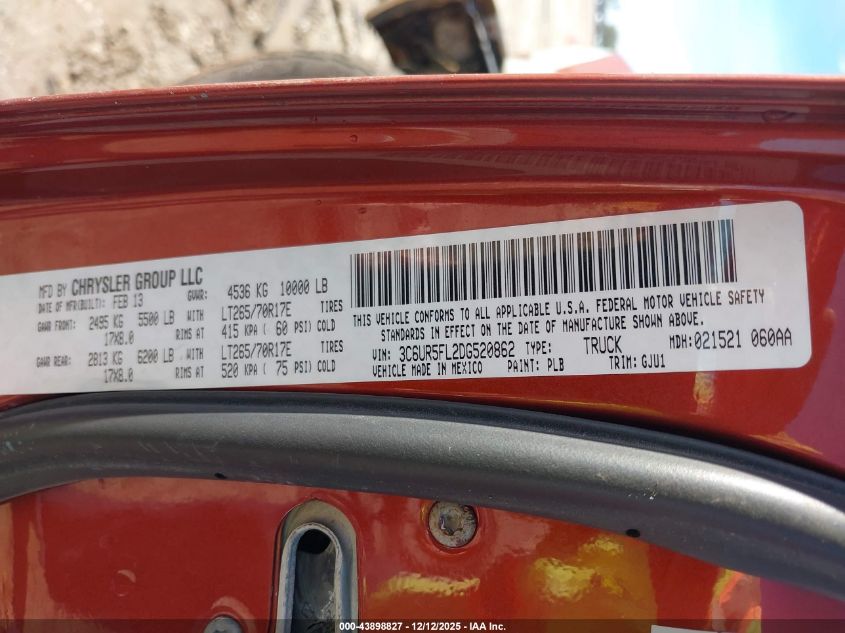 MFD BY CHRYSLER GROUP LLC
DATE OF MFR(BUILT): FEB 13 GVWR: 4536 KG 10000 LB
GAWR FRONT: 2495 KG 5500 LB WITH LT265/70R17E TIRES
17X8.0 RIMS AT 415 KPA ( 60 PSI) COLD
GAWR REAR: 2813 KG 6200 LB WITH LT265/70R17E TIRES
17X8.0 RIMS AT 520 KPA ( 75 PSI) COLD
THIS VEHICLE CONFORMS TO ALL APPLICABLE U.S.A. FEDERAL MOTOR VEHICLE SAFETY
STANDARDS IN EFFECT ON THE DATE OF MANUFACTURE SHOWN ABOVE.
VIN: 3C6UR5FL2DG520862 TYPE: TRUCK MDH:021521 060AA
VEHICLE MADE IN MEXICO PAINT: PLB TRIM: GJU1
000-43898827 - 12/12/2025 - IAA Inc.